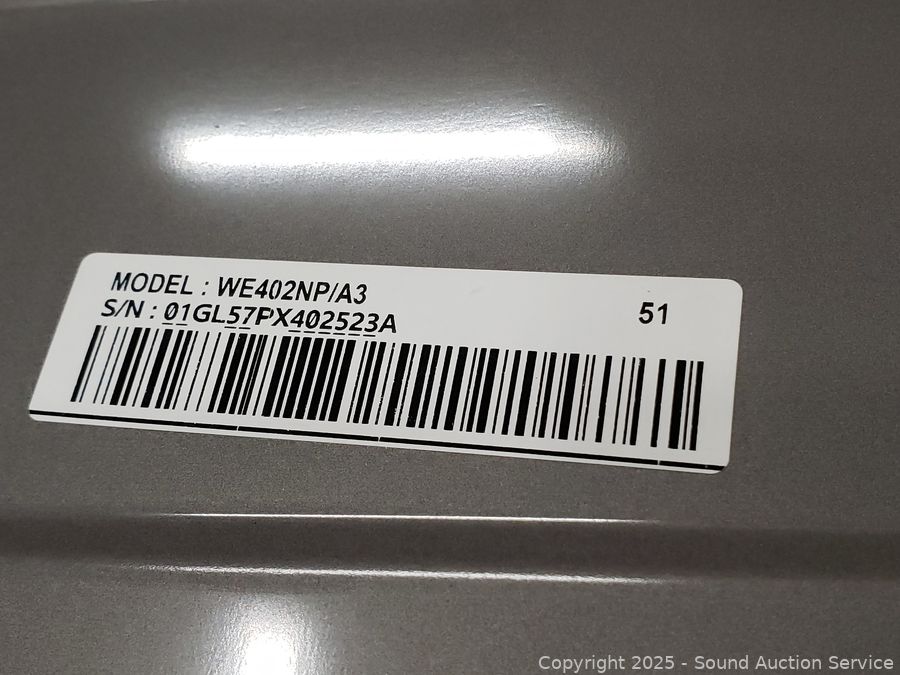 MODEL : WE402NP/A3
S/N : 01GL57PX402523A
51
Copyright © 2025 - Sound Auction Service